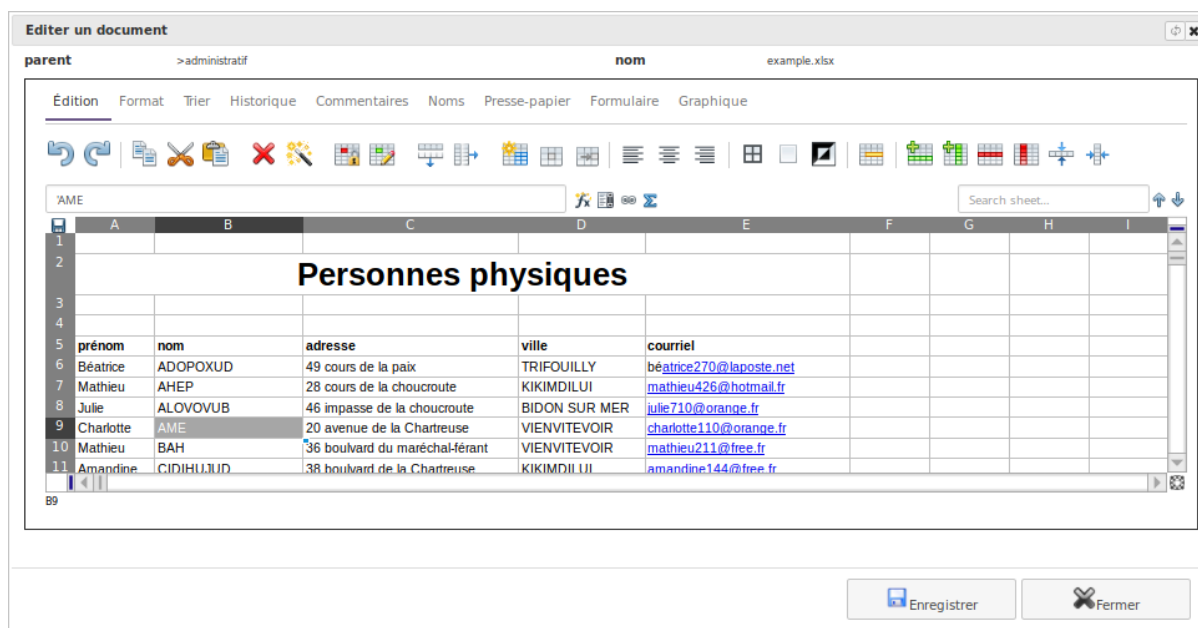 Editer un document
parent >administratif nom example.xlsx
Édition Format Trier Historique Commentaires Noms Presse-papier Formulaire Graphique
'AME Search sheet...
A B C D E F G H I
1
2 Personnes physiques
3
4
5 prénom nom adresse ville courriel
6 Béatrice ADOPOXUD 49 cours de la paix TRIFOUILLY béatrice270@laposte.net
7 Mathieu AHEP 28 cours de la choucroute KIKIMDILUI mathieu426@hotmail.fr
8 Julie ALOVOVUB 46 impasse de la choucroute BIDON SUR MER julie710@orange.fr
9 Charlotte AME 20 avenue de la Chartreuse VIENVITEVOIR charlotte110@orange.fr
10 Mathieu BAH 36 boulvard du maréchal-férant VIENVITEVOIR mathieu211@free.fr
11 Amandine CIDIHUJUD 38 boulvard de la Chartreuse KIKIMDILUI amandine144@free.fr
B9
Enregistrer Fermer